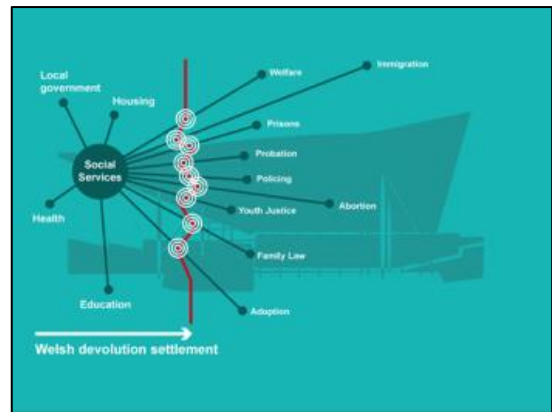 Local
government
Housing
Welfare
Immigration
Prisons
Probation
Social
Services
Policing
Abortion
Youth Justice
Health
Family Law
Education
Adoption
Welsh devolution settlement